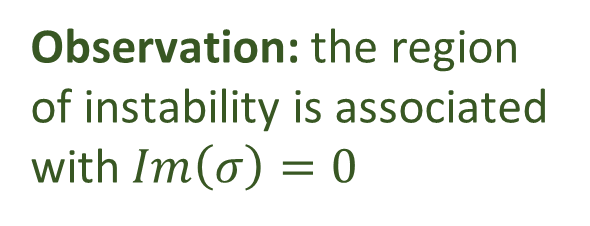 Observation: the region
of instability is associated
with 𝐼𝑚(𝜎) = 0